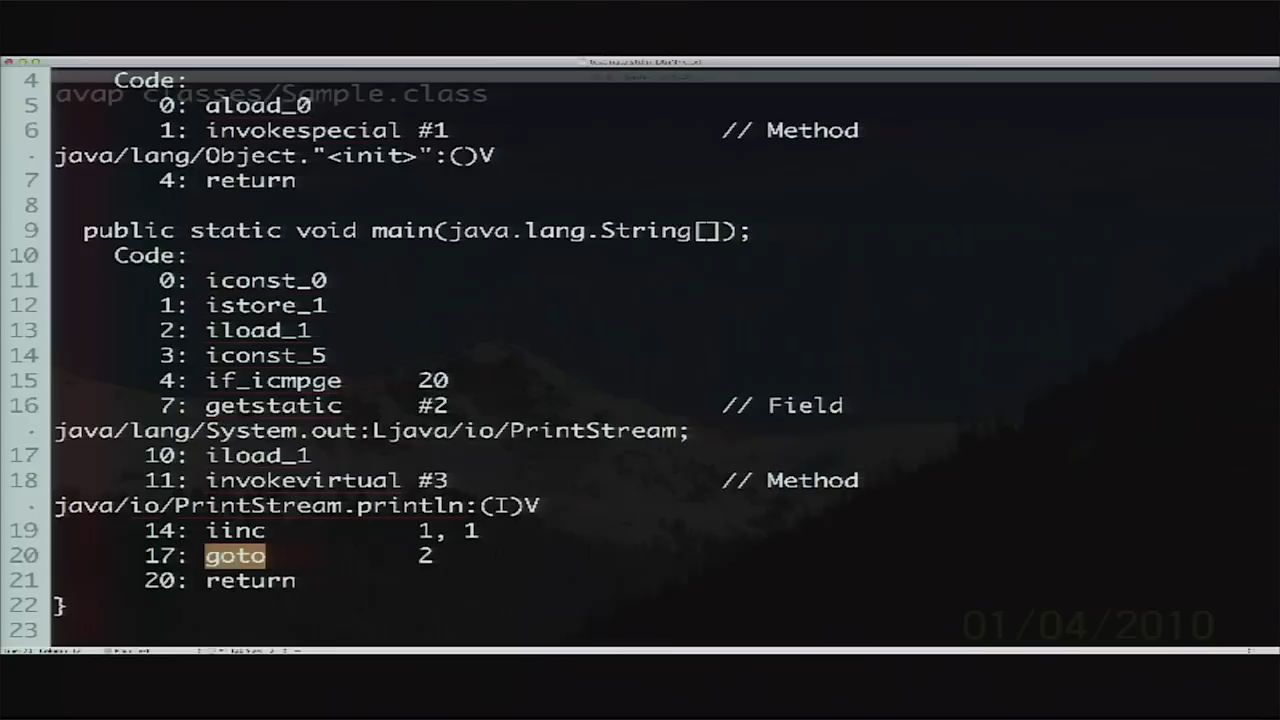 4 Code:
avap classes/Sample.class
5 0: aload_0
6 1: invokespecial #1 // Method
· java/lang/Object."<init>":()V
7 4: return
8
9 public static void main(java.lang.String[]);
10 Code:
11 0: iconst_0
12 1: istore_1
13 2: iload_1
14 3: iconst_5
15 4: if_icmpge 20
16 7: getstatic #2 // Field
· java/lang/System.out:Ljava/io/PrintStream;
17 10: iload_1
18 11: invokevirtual #3 // Method
· java/io/PrintStream.println:(I)V
19 14: iinc 1, 1
20 17: goto 2
21 20: return
22 }
23
01/04/2010